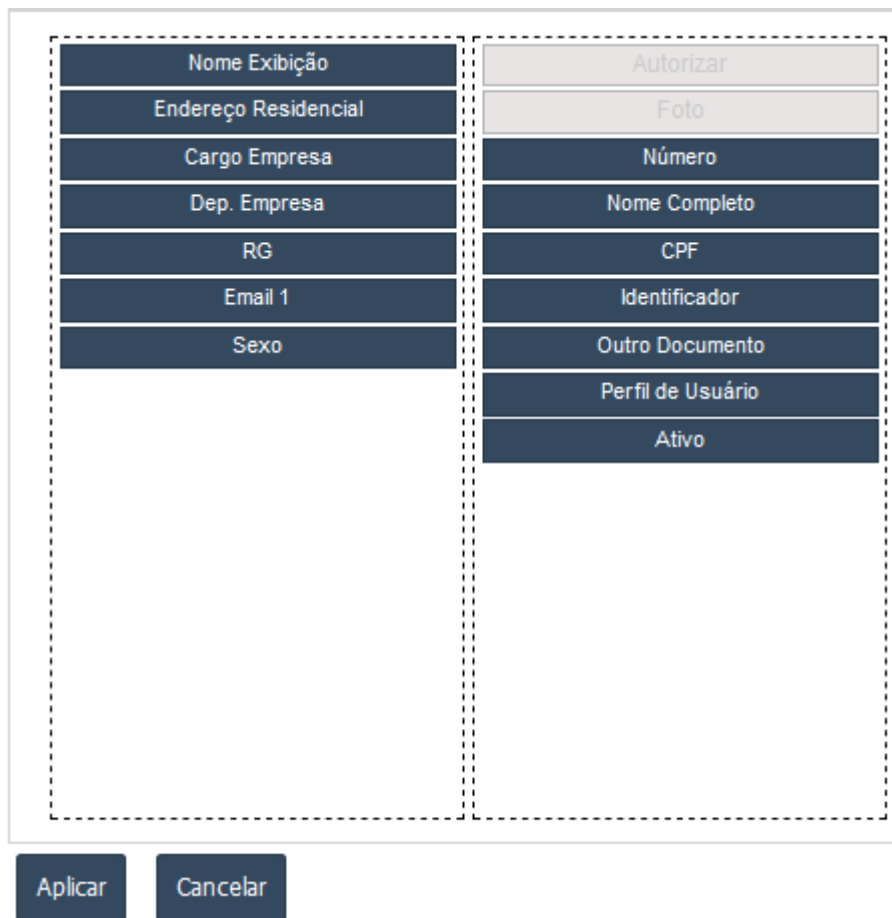 Nome Exibição
Endereço Residencial
Cargo Empresa
Dep. Empresa
RG
Email 1
Sexo
Autorizar
Foto
Número
Nome Completo
CPF
Identificador
Outro Documento
Perfil de Usuário
Ativo
Aplicar
Cancelar